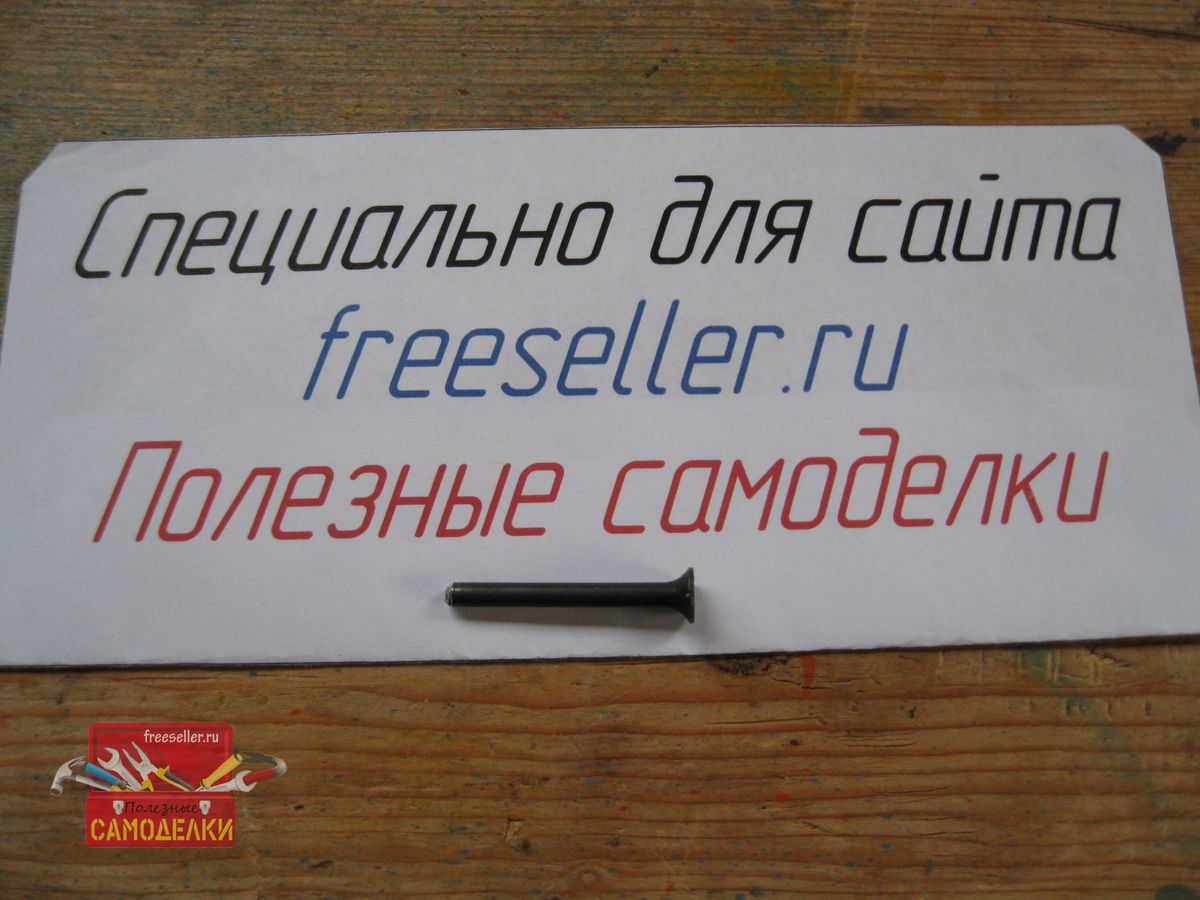 Специально для сайта
freeseller.ru
Полезные самоделки
freeseller.ru
Полезные
САМОДЕЛКИ